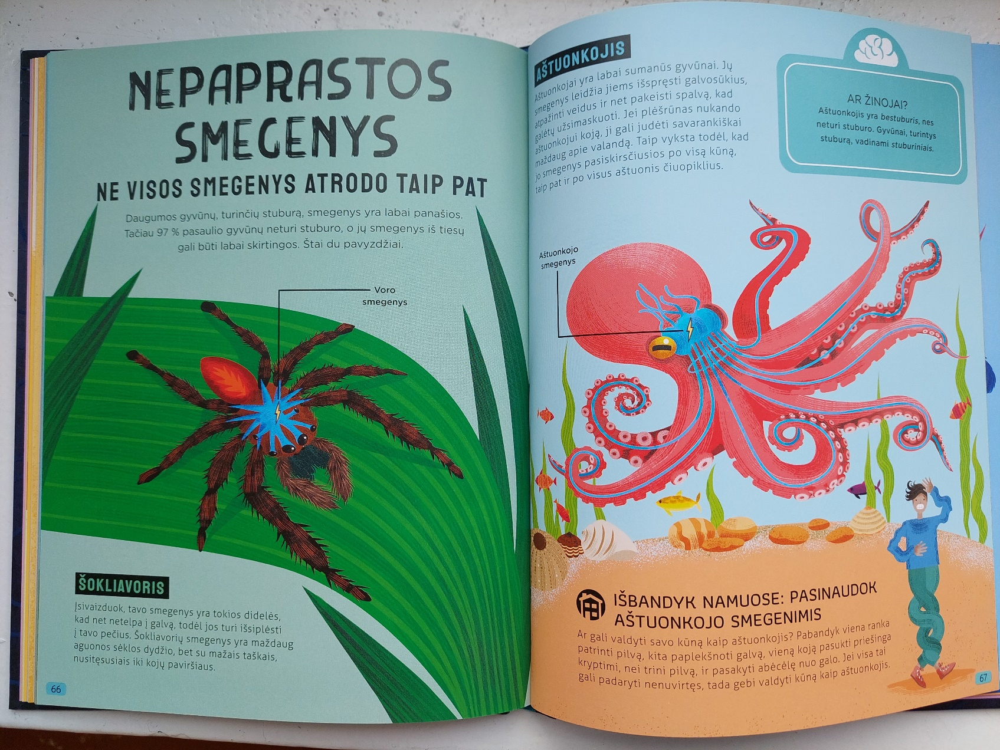 NEPAPRASTOS
SMEGENYS
NE VISOS SMEGENYS ATRODO TAIP PAT
Daugumos gyvūnų, turinčių stuburą, smegenys yra labai panašios.
Tačiau 97 % pasaulio gyvūnų neturi stuburo, o jų smegenys iš tiesų
gali būti labai skirtingos. Štai du pavyzdžiai.
Voro
smegenys
ŠOKLIAVORIS
Įsivaizduok, tavo smegenys yra tokios didelės,
kad net netelpa į galvą, todėl jos turi išsiplėsti
į tavo pečius. Šokliavorių smegenys yra maždaug
aguonos sėklos dydžio, bet su mažais taškais,
nusitęsusiais iki kojų paviršiaus.
66
AŠTUONKOJIS
Aštuonkojai yra labai sumanūs gyvūnai. Jų
smegenys leidžia jiems išspręsti galvosūkius,
atpažinti veidus ir net pakeisti spalvą, kad
galėtų užsimaskuoti. Jei plėšrūnas nukando
aštuonkojui koją, ji gali judėti savarankiškai
maždaug apie valandą. Taip vyksta todėl, kad
jo smegenys pasiskirsčiusios po visą kūną,
taip pat ir po visus aštuonis čiuopiklius.
AR ŽINOJAI?
Aštuonkojis yra bestuburis, nes
neturi stuburo. Gyvūnai, turintys
stuburą, vadinami stuburiniais.
Aštuonkojo
smegenys
IŠBANDYK NAMUOSE: PASINAUDOK
AŠTUONKOJO SMEGENIMIS
Ar gali valdyti savo kūną kaip aštuonkojis? Pabandyk viena ranka
patrinti pilvą, kita paplekšnoti galvą, vieną koją pasukti priešinga
kryptimi, nei trini pilvą, ir pasakyti abėcėlę nuo galo. Jei visa tai
gali padaryti nenuvirtęs, tada gebi valdyti kūną kaip aštuonkojis.
67